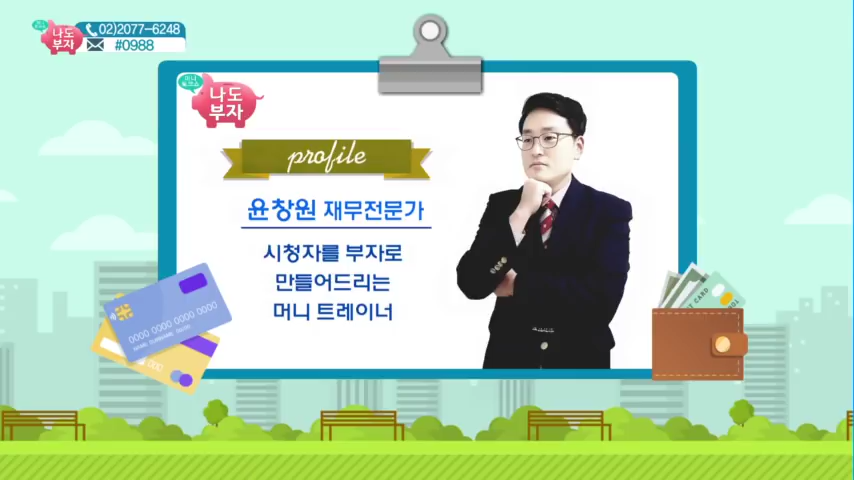 나도
부자
02)2077-6248
#0988
나도
부자
profile
윤창원 재무전문가
시청자를 부자로
만들어드리는
머니 트레이너
0000 0000 0000 0000
000
CARD